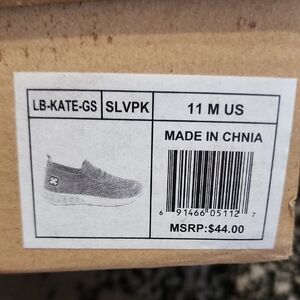 LB-KATE-GS SLVPK 11 M US
MADE IN CHNIA
6 91466 05112 7
MSRP:$44.00